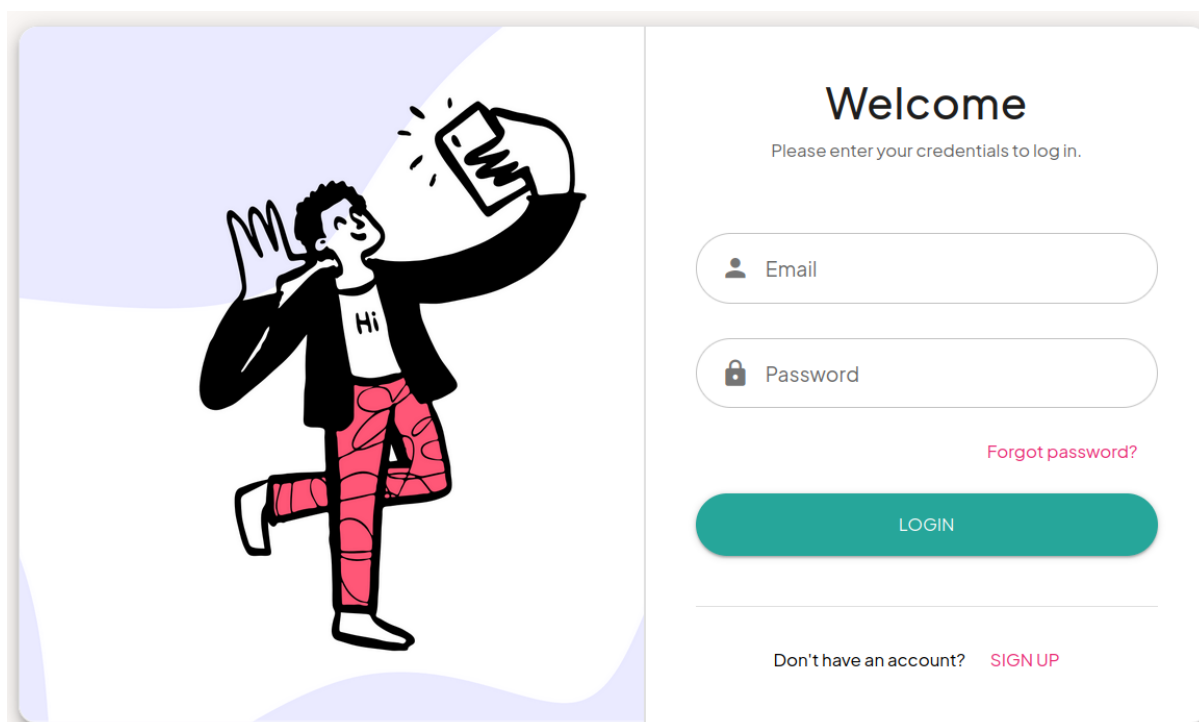 Hi
Welcome
Please enter your credentials to log in.
Email
Password
Forgot password?
LOGIN
Don't have an account? SIGN UP